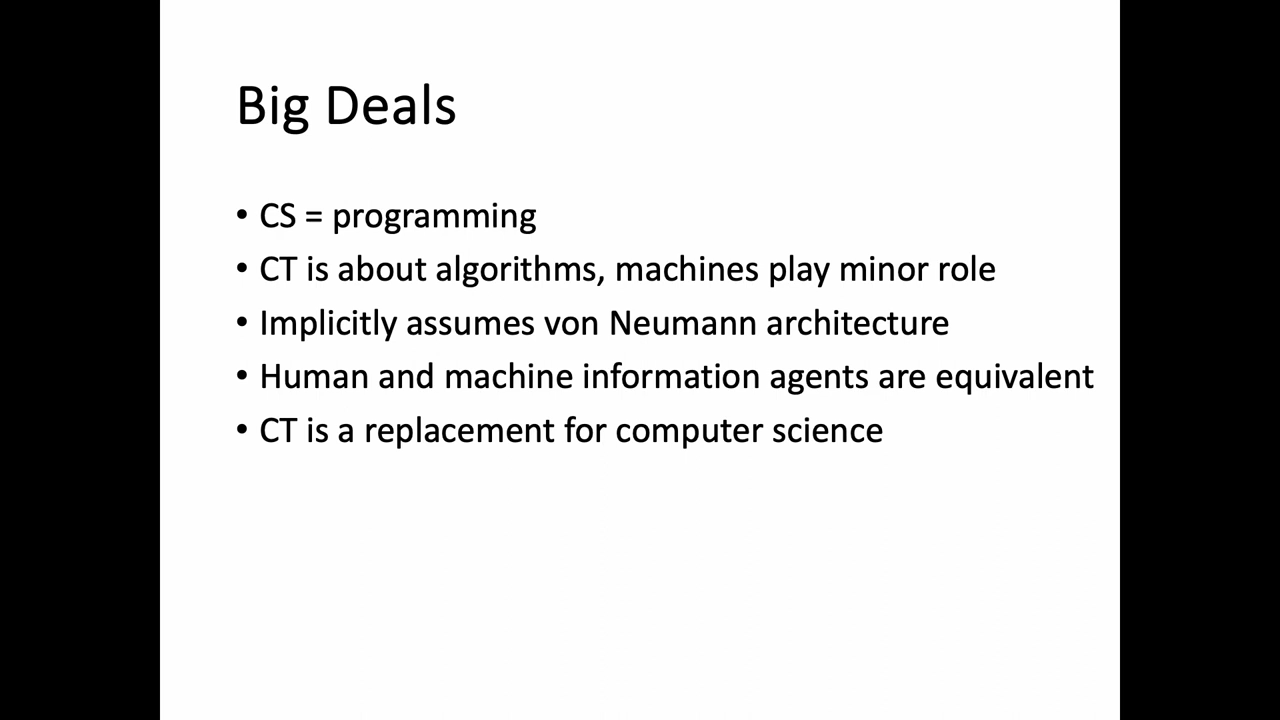 Big Deals
• CS = programming
• CT is about algorithms, machines play minor role
• Implicitly assumes von Neumann architecture
• Human and machine information agents are equivalent
• CT is a replacement for computer science